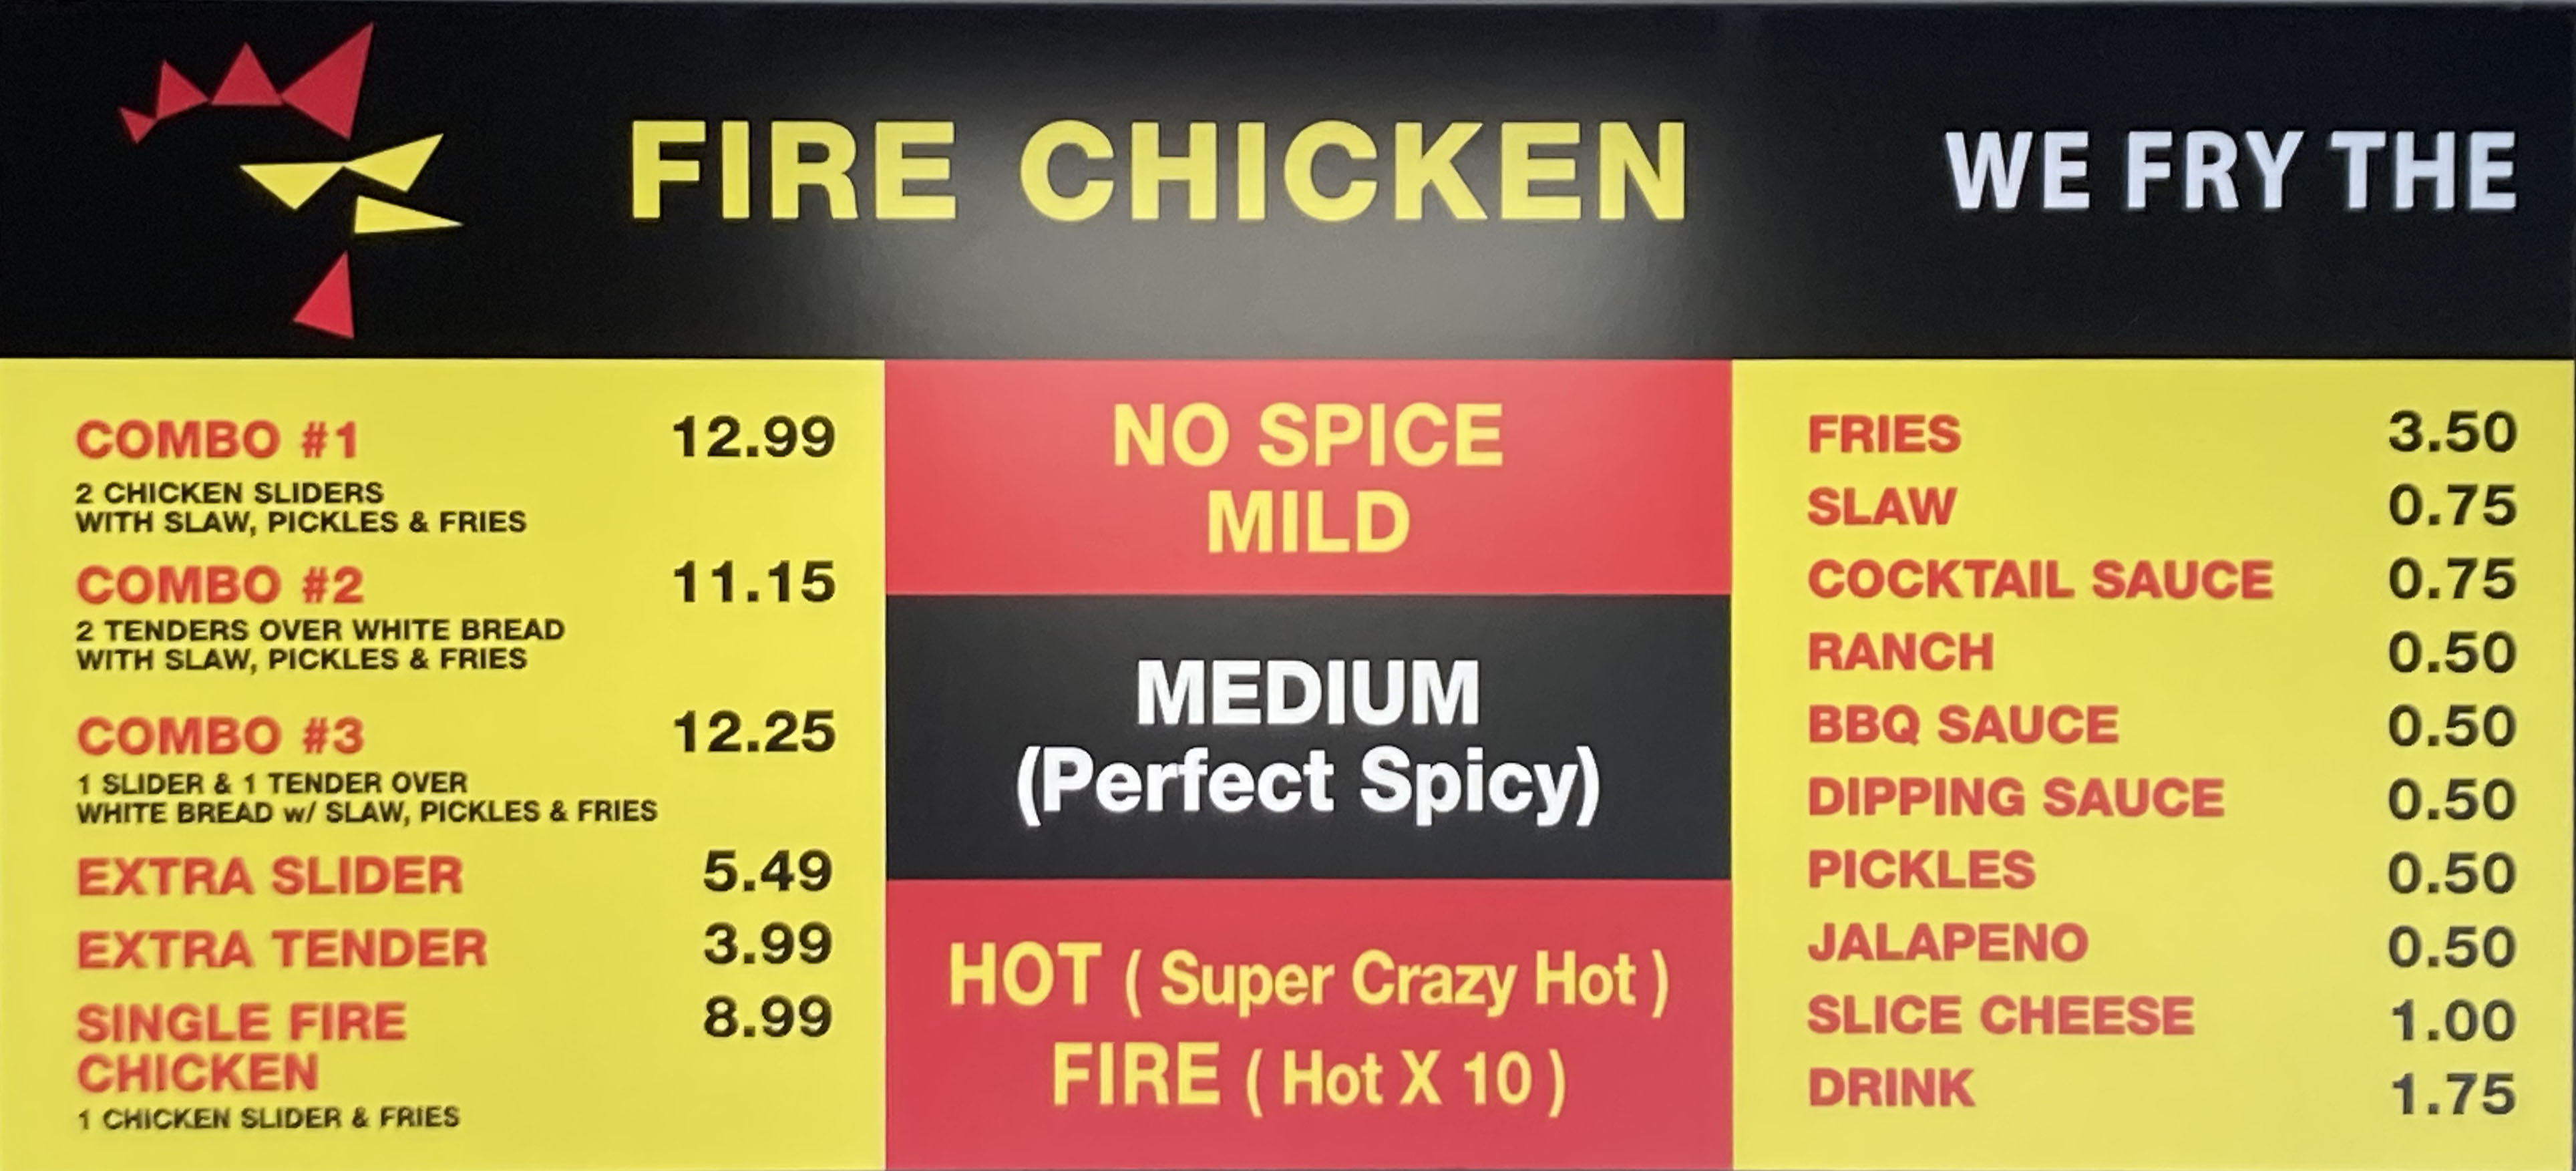 FIRE CHICKEN
WE FRY THE
COMBO #1 12.99
2 CHICKEN SLIDERS
WITH SLAW, PICKLES & FRIES
COMBO #2 11.15
2 TENDERS OVER WHITE BREAD
WITH SLAW, PICKLES & FRIES
COMBO #3 12.25
1 SLIDER & 1 TENDER OVER
WHITE BREAD w/ SLAW, PICKLES & FRIES
EXTRA SLIDER 5.49
EXTRA TENDER 3.99
SINGLE FIRE 8.99
CHICKEN
1 CHICKEN SLIDER & FRIES
NO SPICE
MILD
MEDIUM
(Perfect Spicy)
HOT ( Super Crazy Hot )
FIRE ( Hot X 10 )
FRIES 3.50
SLAW 0.75
COCKTAIL SAUCE 0.75
RANCH 0.50
BBQ SAUCE 0.50
DIPPING SAUCE 0.50
PICKLES 0.50
JALAPENO 0.50
SLICE CHEESE 1.00
DRINK 1.75